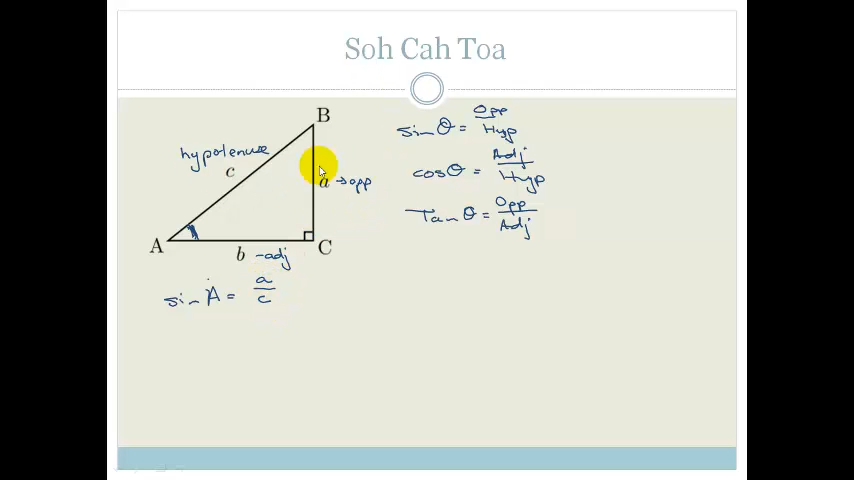 Soh Cah Toa
B
hypotenuse
c
a → opp
A
b - adj
C
sin A = a/c
sin θ = Opp/Hyp
cos θ = Adj/Hyp
Tan θ = Opp/Adj